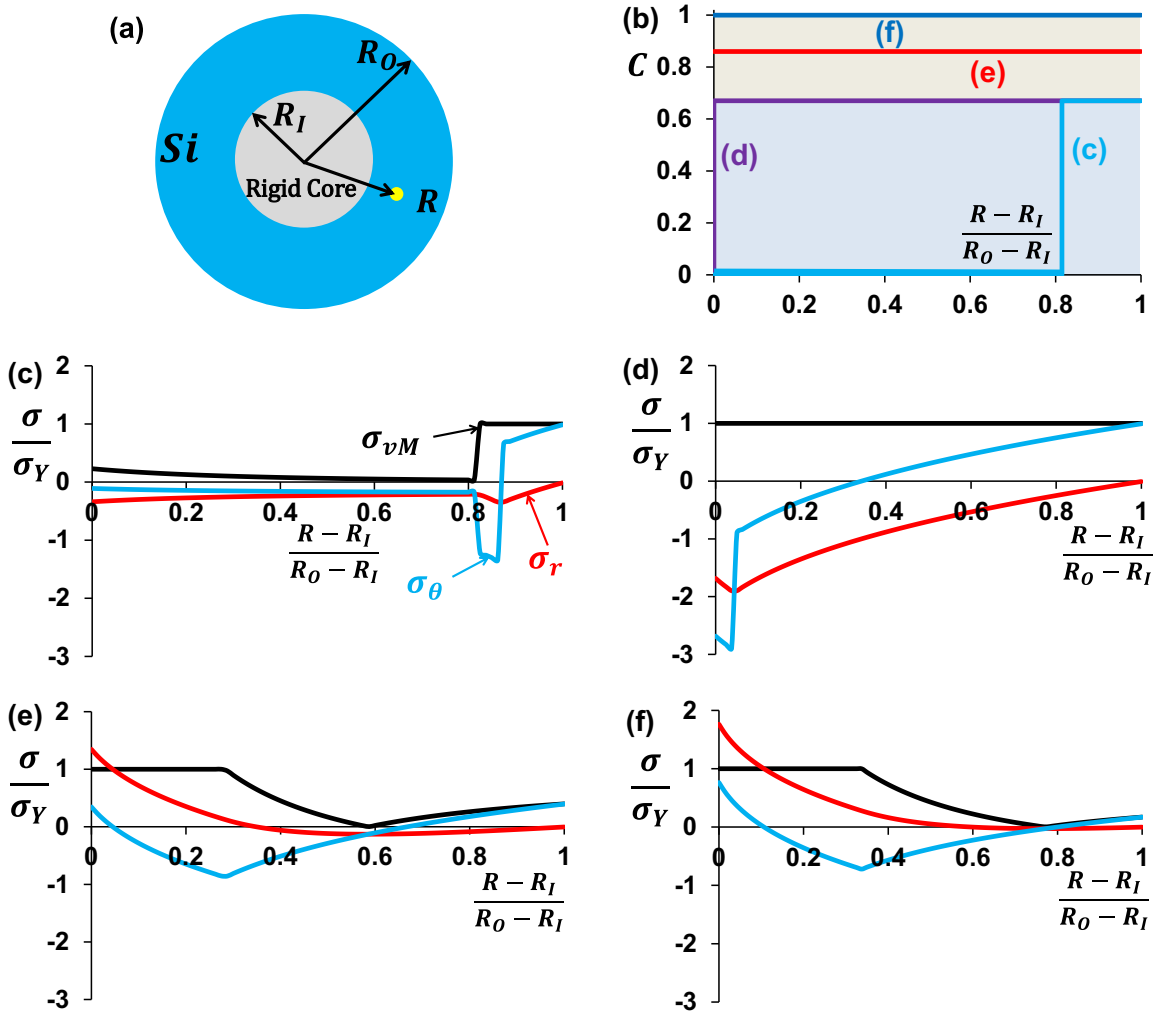 (a)
R_O
R_I
Si
Rigid Core
R
(b)
C
1
0.8
0.6
0.4
0.2
0
(f)
(e)
(d)
(c)
R − R_I
R_O − R_I
0 0.2 0.4 0.6 0.8 1
(c)
σ
σ_Y
2
1
0
-1
-2
-3
σ_vM
0 0.2 0.4 0.6 0.8 1
R − R_I
R_O − R_I
σ_θ
σ_r
(d)
σ
σ_Y
2
1
0
-1
-2
-3
0 0.2 0.4 0.6 0.8 1
R − R_I
R_O − R_I
(e)
σ
σ_Y
2
1
0
-1
-2
-3
0 0.2 0.4 0.6 0.8 1
R − R_I
R_O − R_I
(f)
σ
σ_Y
2
1
0
-1
-2
-3
0 0.2 0.4 0.6 0.8 1
R − R_I
R_O − R_I